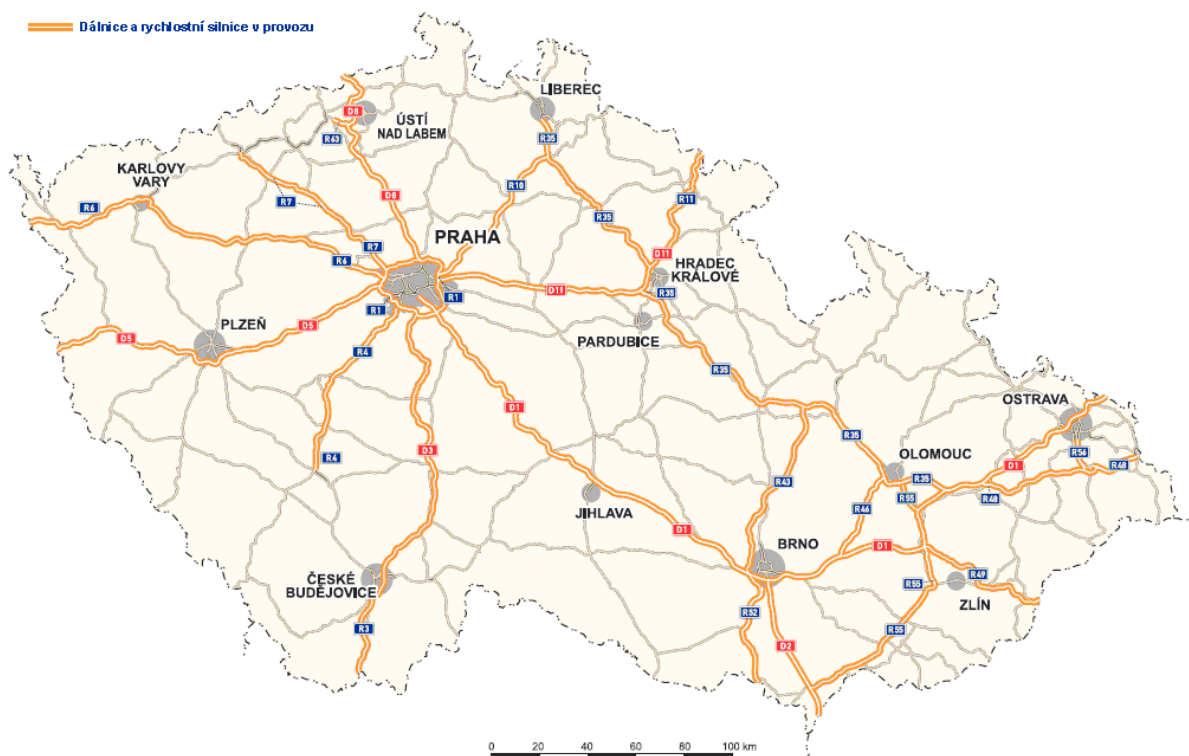 Dálnice a rychlostní silnice v provozu
LIBEREC
D8
ÚSTÍ
NAD LABEM
R63
R35
KARLOVY
VARY
R10
D8
R7
R11
R6
R35
PRAHA
R7
D11
R6
HRADEC
KRÁLOVÉ
D11
R35
R1
R1
PLZEŇ
D5
D5
PARDUBICE
R4
R35
OSTRAVA
D1
R35
D3
R4
OLOMOUC
R56
D1
R48
R35
R43
R55
R48
JIHLAVA
R46
D1
BRNO
D1
ČESKÉ
BUDĚJOVICE
R49
R55
ZLÍN
R52
R3
R55
D2
0 20 40 60 80 100 km